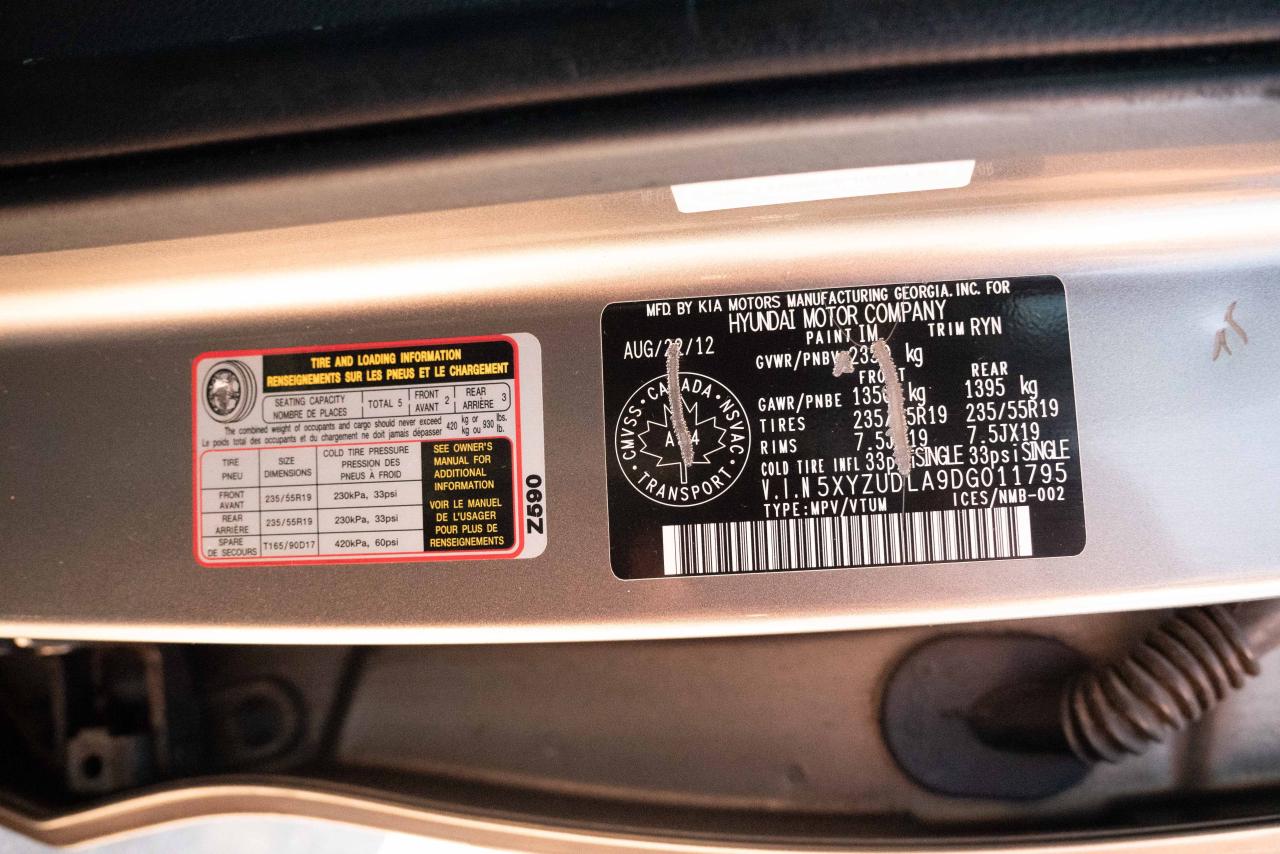 TIRE AND LOADING INFORMATION
RENSEIGNEMENTS SUR LES PNEUS ET LE CHARGEMENT
SEATING CAPACITY
NOMBRE DE PLACES
TOTAL 5
FRONT
AVANT
2
REAR
ARRIÈRE
3
The combined weight of occupants and cargo should never exceed 420 kg or 930 lbs.
Le poids total des occupants et du chargement ne doit jamais dépasser kg ou lb.
TIRE
PNEU
SIZE
DIMENSIONS
COLD TIRE PRESSURE
PRESSION DES
PNEUS À FROID
FRONT
AVANT
235/55R19
230kPa, 33psi
REAR
ARRIÈRE
235/55R19
230kPa, 33psi
SPARE
DE SECOURS
T165/90D17
420kPa, 60psi
SEE OWNER'S
MANUAL FOR
ADDITIONAL
INFORMATION
VOIR LE MANUEL
DE L'USAGER
POUR PLUS DE
RENSEIGNEMENTS
Z590
MFD. BY KIA MOTORS MANUFACTURING GEORGIA, INC. FOR
HYUNDAI MOTOR COMPANY
PAINT IM TRIM RYN
AUG/ /12
GVWR/PNBV kg
FRONT REAR
GAWR/PNBE 1395 kg
TIRES 235/55R19
RIMS 7.5JX19
COLD TIRE INFL 33psi SINGLE 33psi SINGLE
V.I.N 5XYZUDLA9DG011795
TYPE:MPV/VTUM ICES/NMB-002
CMVSS • CANADA • NSVAC • TRANSPORT •